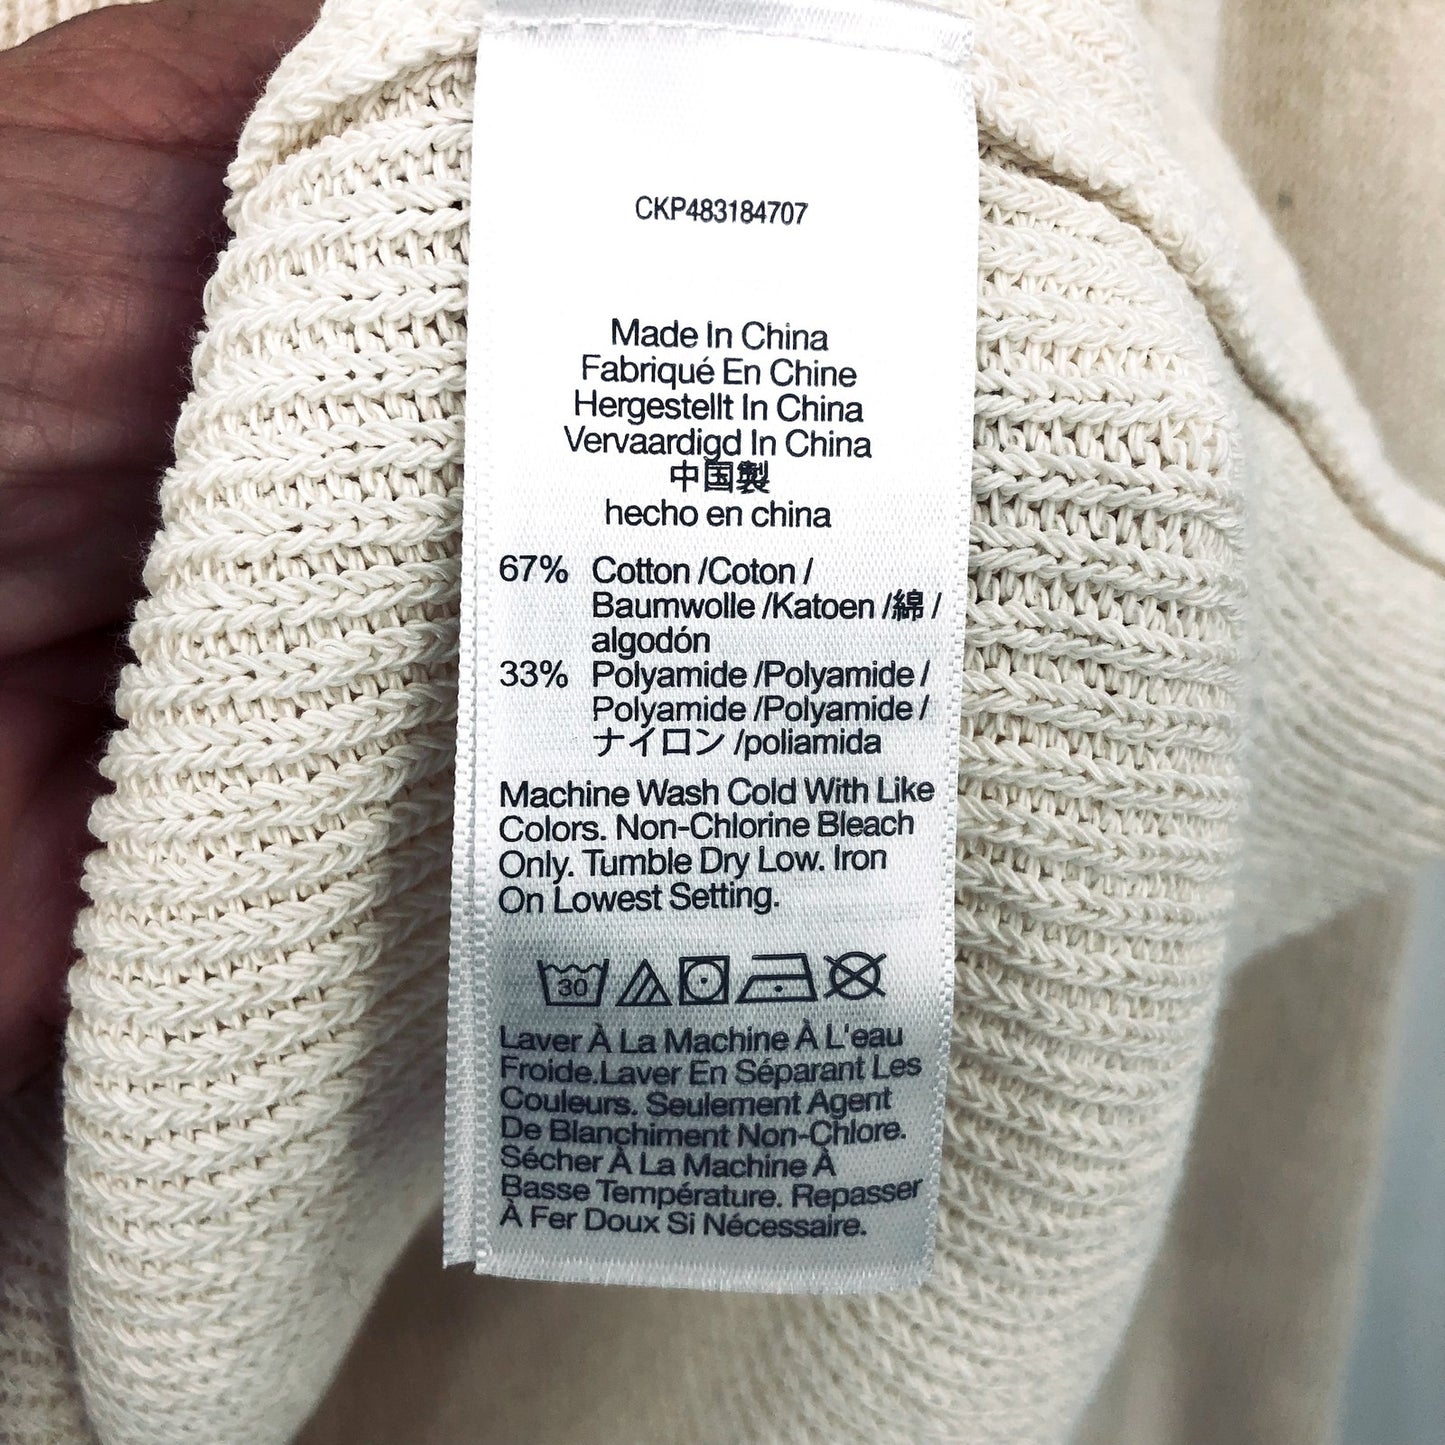 CKP483184707
Made In China
Fabriqué En Chine
Hergestellt In China
Vervaardigd In China
中国製
hecho en china
67% Cotton /Coton /
Baumwolle /Katoen /綿 /
algodón
33% Polyamide /Polyamide /
Polyamide /Polyamide /
ナイロン /poliamida
Machine Wash Cold With Like
Colors. Non-Chlorine Bleach
Only. Tumble Dry Low. Iron
On Lowest Setting.
30
Laver À La Machine À L'eau
Froide.Laver En Séparant Les
Couleurs. Seulement Agent
De Blanchiment Non-Chlore.
Sécher À La Machine À
Basse Température. Repasser
À Fer Doux Si Nécessaire.